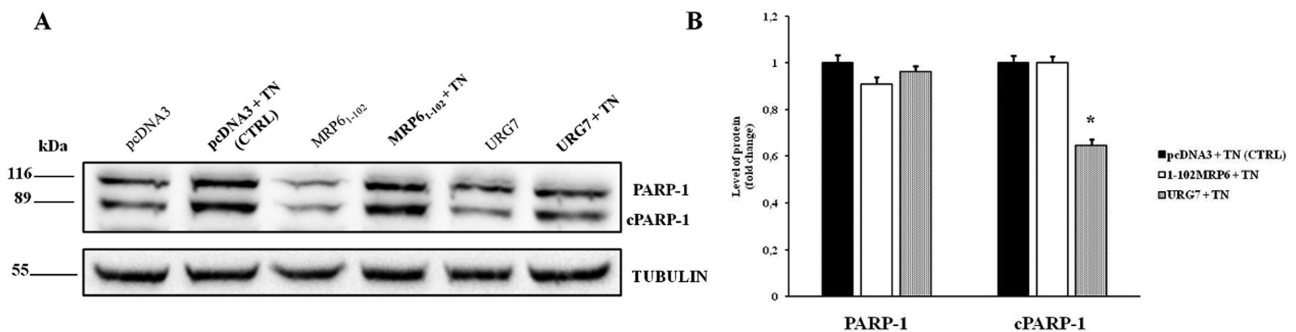 A
pcDNA3
pcDNA3 + TN
(CTRL)
MRP6₁₋₁₀₂
MRP6₁₋₁₀₂ + TN
URG7
URG7 + TN
kDa
116
89
55
PARP-1
cPARP-1
TUBULIN
B
Level of protein
(fold change)
1,2
1
0,8
0,6
0,4
0,2
0
*
PARP-1
cPARP-1
pcDNA3 + TN (CTRL)
1-102MRP6 + TN
URG7 + TN